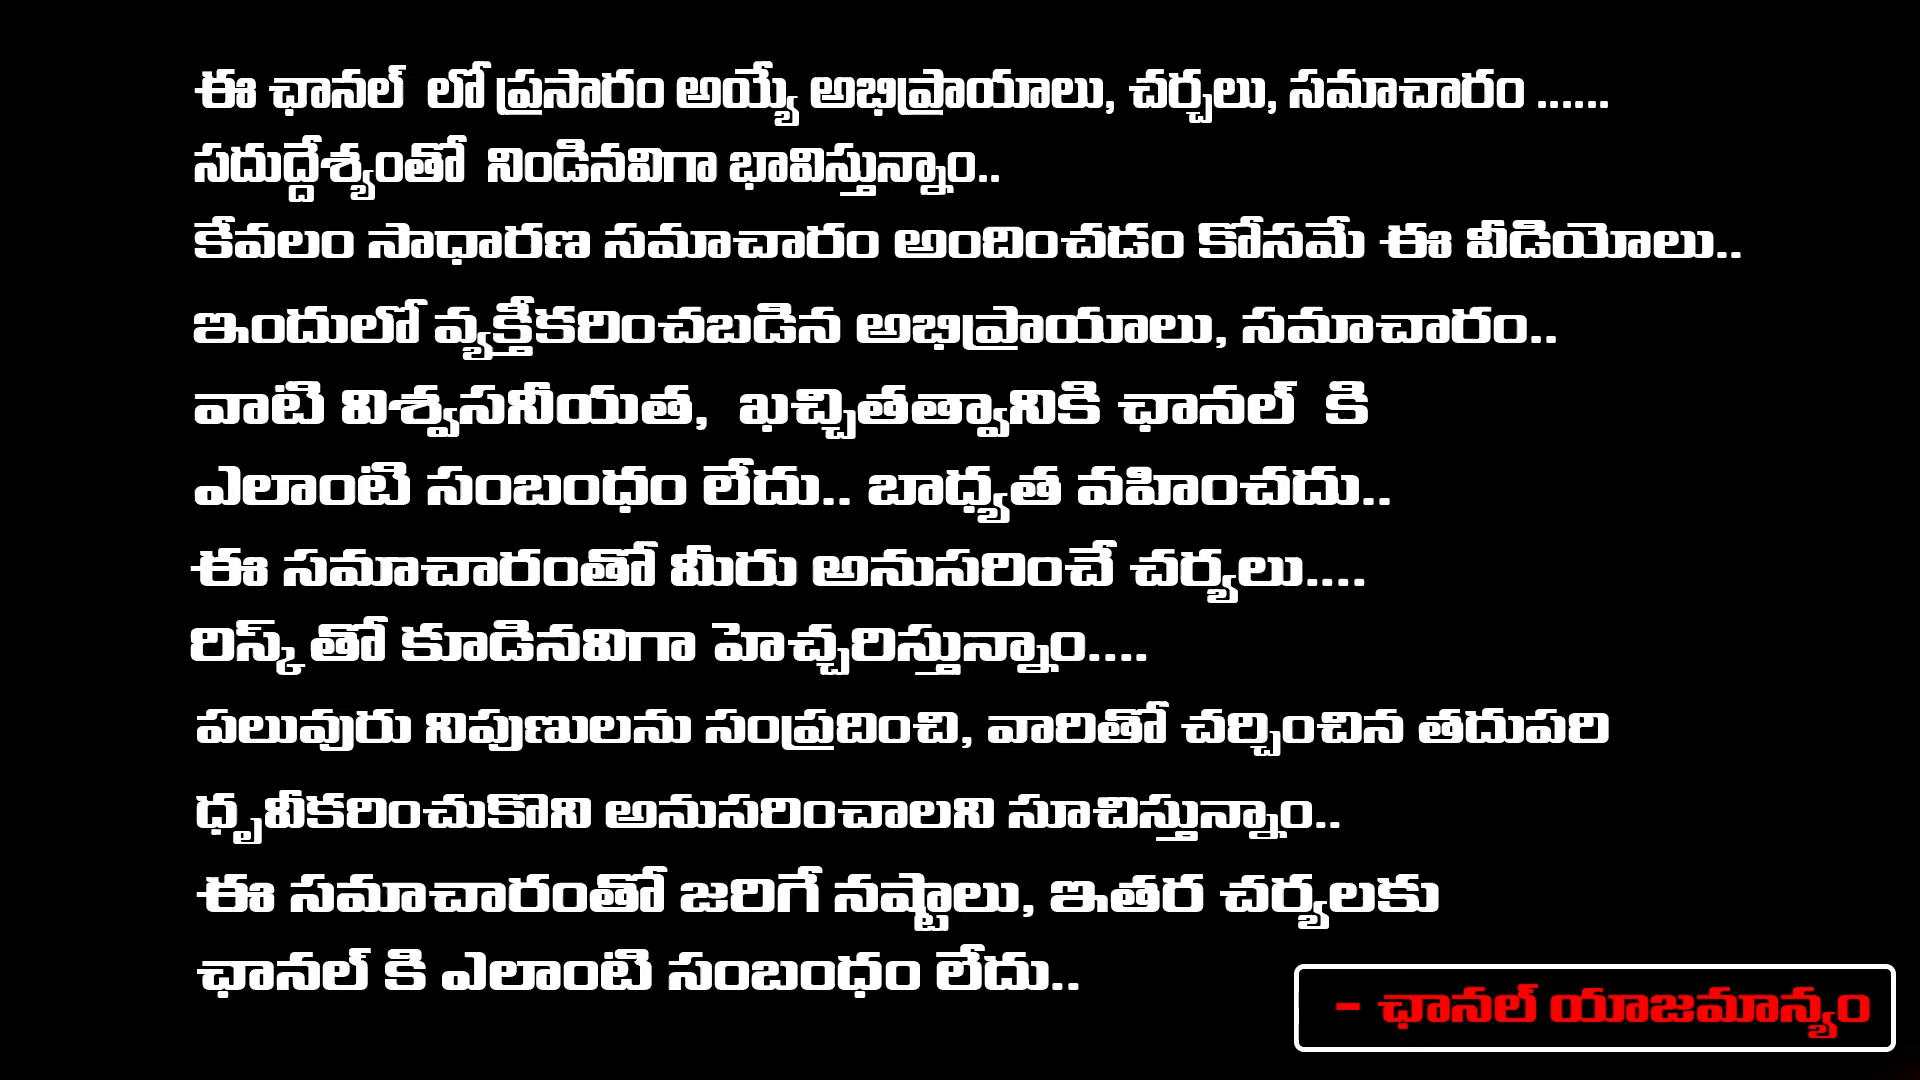 ఈ ఛానల్ లో ప్రసారం అయ్యే అభిప్రాయాలు, చర్చలు, సమాచారం ......
సదుద్దేశ్యంతో నిండినవిగా భావిస్తున్నాం..
కేవలం సాధారణ సమాచారం అందించడం కోసమే ఈ వీడియోలు..
ఇందులో వ్యక్తీకరించబడిన అభిప్రాయాలు, సమాచారం..
వాటి విశ్వసనీయత, ఖచ్చితత్వానికి ఛానల్ కి
ఎలాంటి సంబంధం లేదు.. బాధ్యత వహించదు..
ఈ సమాచారంతో మీరు అనుసరించే చర్యలు....
రిస్క్ తో కూడినవిగా హెచ్చరిస్తున్నాం....
పలువురు నిపుణులను సంప్రదించి, వారితో చర్చించిన తదుపరి
ధృవీకరించుకొని అనుసరించాలని సూచిస్తున్నాం..
ఈ సమాచారంతో జరిగే నష్టాలు, ఇతర చర్యలకు
ఛానల్ కి ఎలాంటి సంబంధం లేదు..
- ఛానల్ యాజమాన్యం